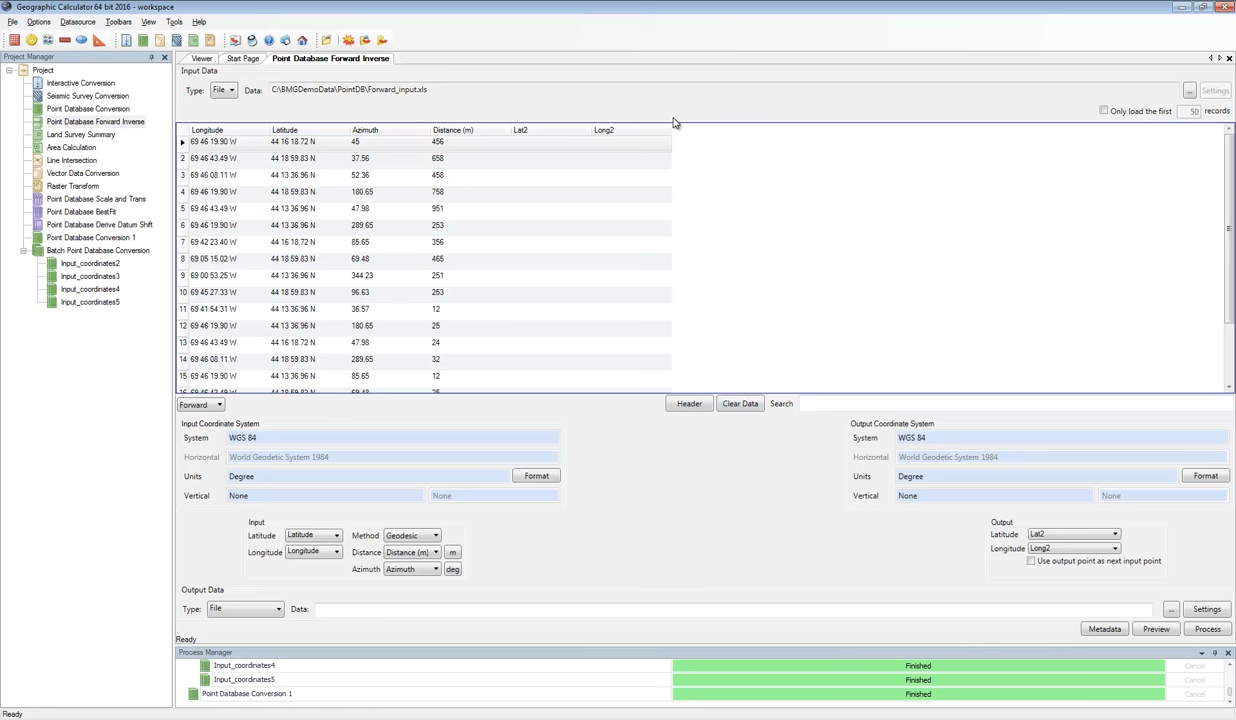 Geographic Calculator 64 bit 2016 - workspace
File Options Datasource Toolbars View Tools Help
Project Manager
Viewer Start Page Point Database Forward Inverse
Project
Interactive Conversion
Seismic Survey Conversion
Point Database Conversion
Point Database Forward Inverse
Land Survey Summary
Area Calculation
Line Intersection
Vector Data Conversion
Raster Transform
Point Database Scale and Trans
Point Database BestFit
Point Database Derive Datum Shift
Point Database Conversion 1
Batch Point Database Conversion
Input_coordinates2
Input_coordinates3
Input_coordinates4
Input_coordinates5
Input Data
Type: File Data: C:\BMGDemoData\PointDB\Forward_input.xls ... Settings
Only load the first 50 records
Longitude Latitude Azimuth Distance (m) Lat2 Long2
69 46 19.90 W 44 16 18.72 N 45 456
2 69 46 43.49 W 44 18 59.83 N 37.56 658
3 69 46 08.11 W 44 13 36.96 N 52.36 458
4 69 46 19.90 W 44 18 59.83 N 180.65 758
5 69 46 43.49 W 44 13 36.96 N 47.98 951
6 69 46 19.90 W 44 13 36.96 N 289.65 253
7 69 42 23.40 W 44 16 18.72 N 85.65 356
8 69 05 15.02 W 44 18 59.83 N 69.48 465
9 69 00 53.25 W 44 13 36.96 N 344.23 251
10 69 45 27.33 W 44 18 59.83 N 96.63 253
11 69 41 54.31 W 44 13 36.96 N 36.57 12
12 69 46 19.90 W 44 13 36.96 N 180.65 25
13 69 46 43.49 W 44 16 18.72 N 47.98 24
14 69 46 08.11 W 44 18 59.83 N 289.65 32
15 69 46 19.90 W 44 13 36.96 N 85.65 12
Forward Header Clear Data Search
Input Coordinate System Output Coordinate System
System WGS 84 System WGS 84
Horizontal World Geodetic System 1984 Horizontal World Geodetic System 1984
Units Degree Format Units Degree Format
Vertical None None Vertical None None
Input Output
Latitude Latitude Method Geodesic Latitude Lat2
Longitude Longitude Distance Distance (m) m Longitude Long2
Azimuth Azimuth deg Use output point as next input point
Output Data
Type: File Data: ... Settings
Metadata Preview Process
Ready
Process Manager
Input_coordinates4 Finished Cancel
Input_coordinates5 Finished Cancel
Point Database Conversion 1 Finished Cancel
Ready